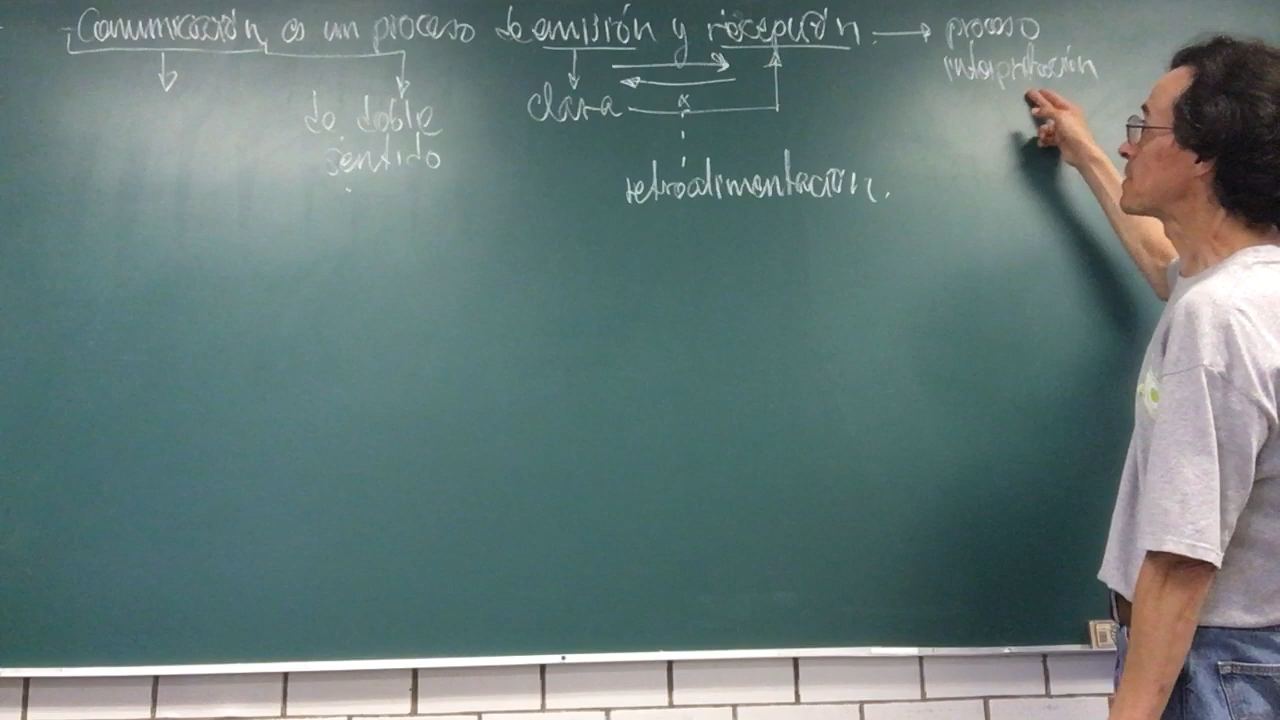 Comunicación es un proceso de emisión y recepción. → proceso
interpretación
clara x
de doble
sentido
retroalimentación.